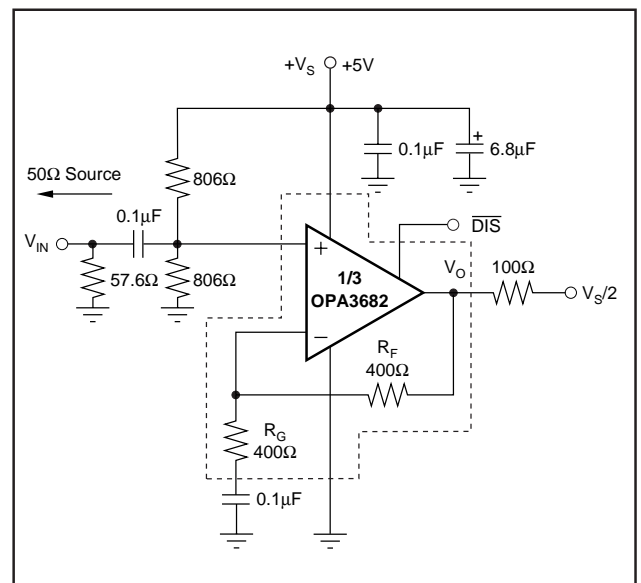 +V_S +5V
0.1µF
+
6.8µF
50Ω Source
806Ω
0.1µF
V_IN
57.6Ω
806Ω
+
1/3
OPA3682
−
DIS
V_O
100Ω
V_S/2
R_F
400Ω
R_G
400Ω
0.1µF